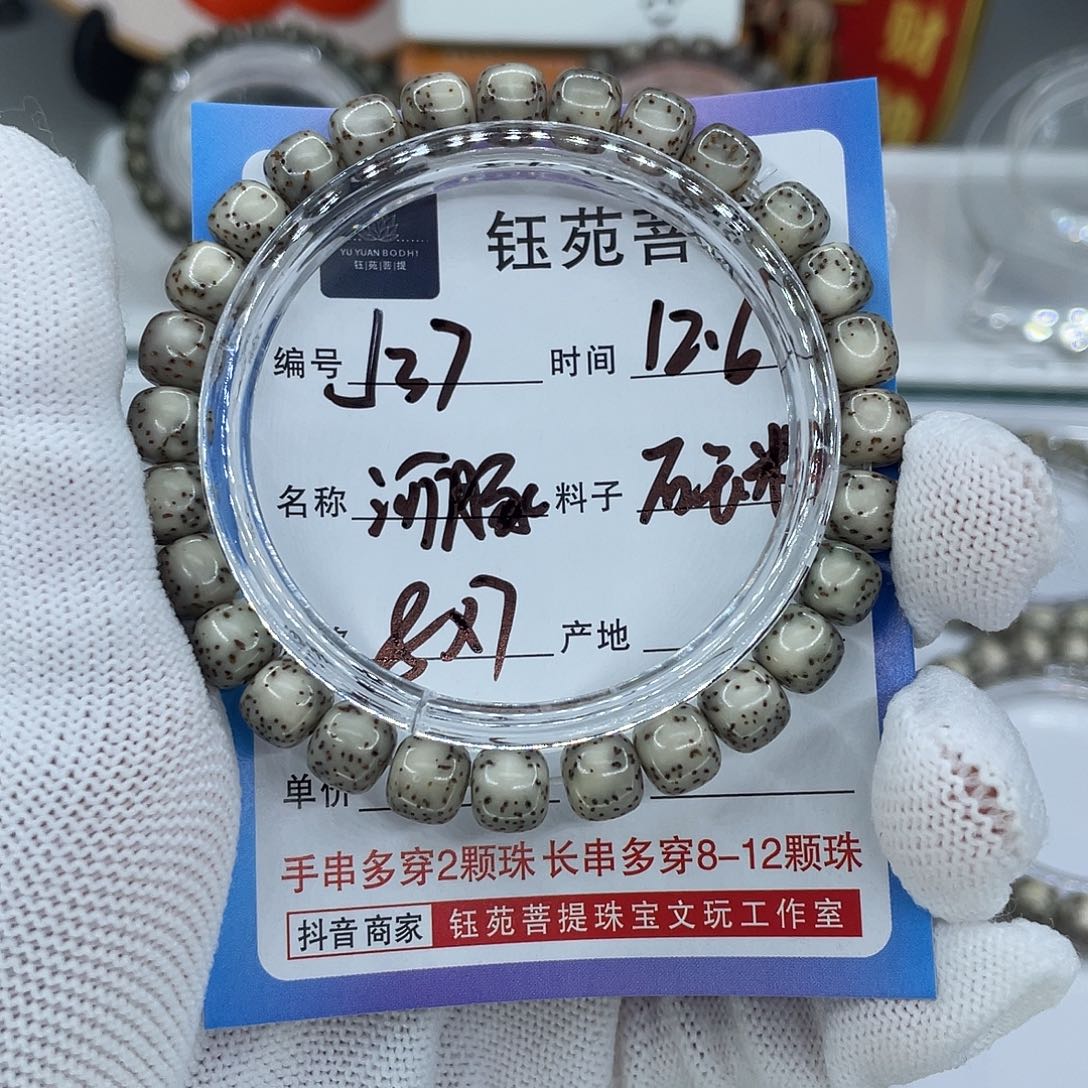 财
YU YUAN BODHI
钰|苑|菩|提
钰苑菩
编号 J37 时间 12.6
名称 河豚 料子
8x7 产地
单价
手串多穿2颗珠 长串多穿8-12颗珠
抖音商家 钰苑菩提珠宝文玩工作室